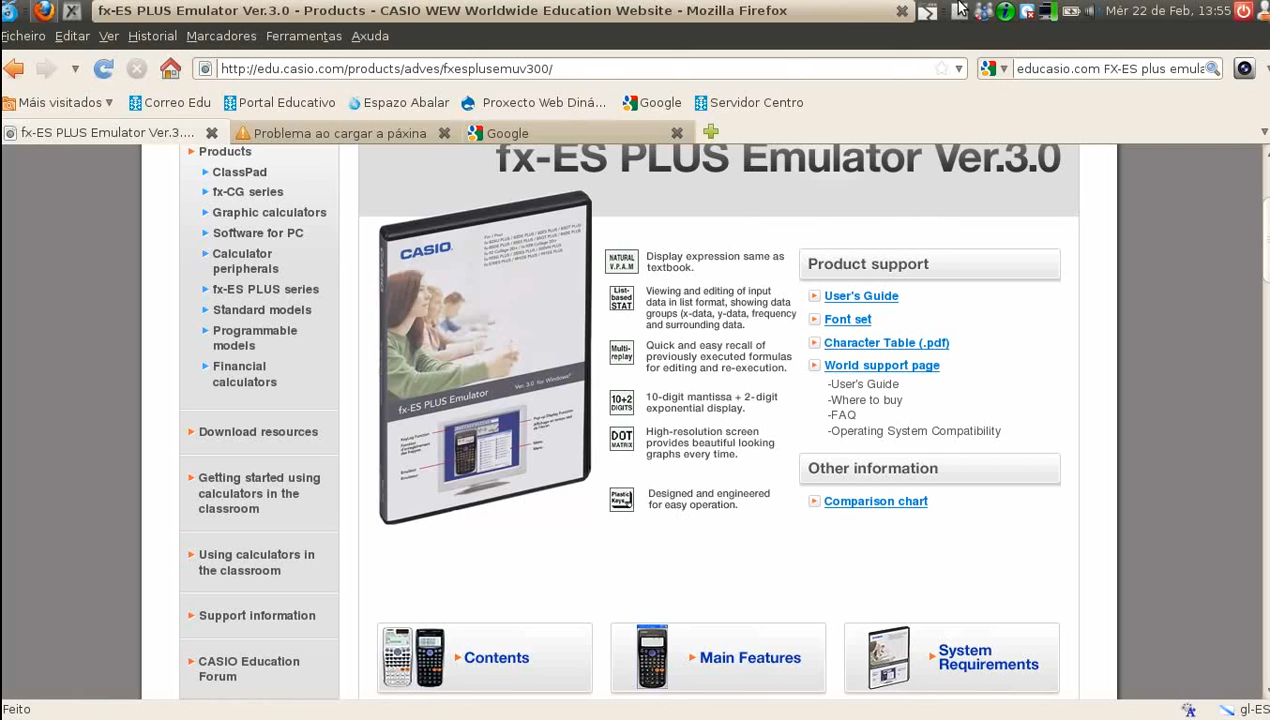 fx-ES PLUS Emulator Ver.3.0 - Products - CASIO WEW Worldwide Education Website - Mozilla Firefox
Mér 22 de Feb, 13:55
Ficheiro Editar Ver Historial Marcadores Ferramentas Axuda
http://edu.casio.com/products/adves/fxesplusemuv300/
educasio.com FX-ES plus emula
Máis visitados
Correo Edu
Portal Educativo
Espazo Abalar
Proxecto Web Diná...
Google
Servidor Centro
fx-ES PLUS Emulator Ver.3....
Problema ao cargar a páxina
Google
Products
ClassPad
fx-CG series
Graphic calculators
Software for PC
Calculator
peripherals
fx-ES PLUS series
Standard models
Programmable
models
Financial
calculators
Download resources
Getting started using
calculators in the
classroom
Using calculators in
the classroom
Support information
CASIO Education
Forum
fx-ES PLUS Emulator Ver.3.0
CASIO
Ver. 3.0 for Windows
fx-ES PLUS Emulator
NATURAL
V.P.A.M
Display expression same as
textbook.
List-
based
STAT
Viewing and editing of input
data in list format, showing data
groups (x-data, y-data, frequency
and surrounding data.
Multi-
replay
Quick and easy recall of
previously executed formulas
for editing and re-execution.
10+2
DIGITS
10-digit mantissa + 2-digit
exponential display.
DOT
MATRIX
High-resolution screen
provides beautiful looking
graphs every time.
Plastic
Keys
Designed and engineered
for easy operation.
Product support
User's Guide
Font set
Character Table (.pdf)
World support page
-User's Guide
-Where to buy
-FAQ
-Operating System Compatibility
Other information
Comparison chart
Contents
Main Features
System
Requirements
Feito
gl-ES